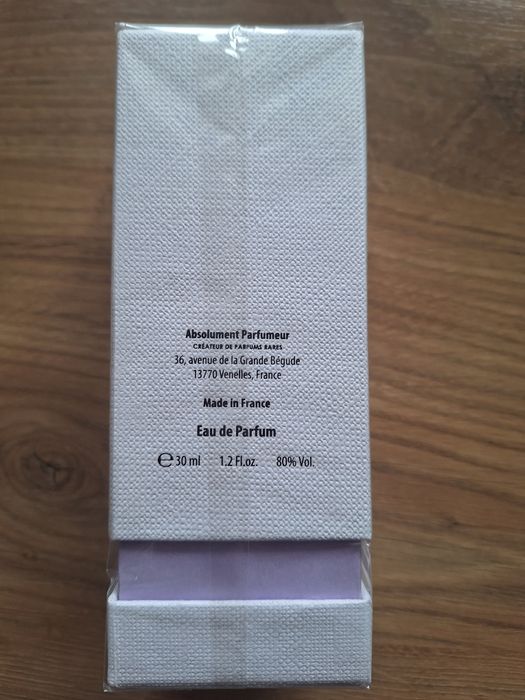 Absolument Parfumeur
CRÉATEUR DE PARFUMS RARES
36, avenue de la Grande Bégude
13770 Venelles, France
Made in France
Eau de Parfum
℮ 30 ml 1.2 Fl.oz. 80% Vol.